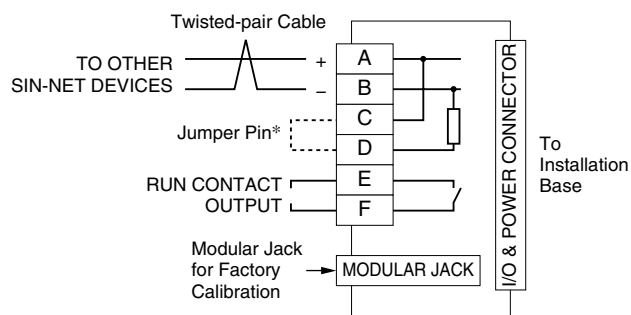 Twisted-pair Cable
TO OTHER
SIN-NET DEVICES
+
–
A
B
C
D
E
F
Jumper Pin*
RUN CONTACT
OUTPUT
Modular Jack
for Factory
Calibration
MODULAR JACK
I/O & POWER CONNECTOR
To
Installation
Base